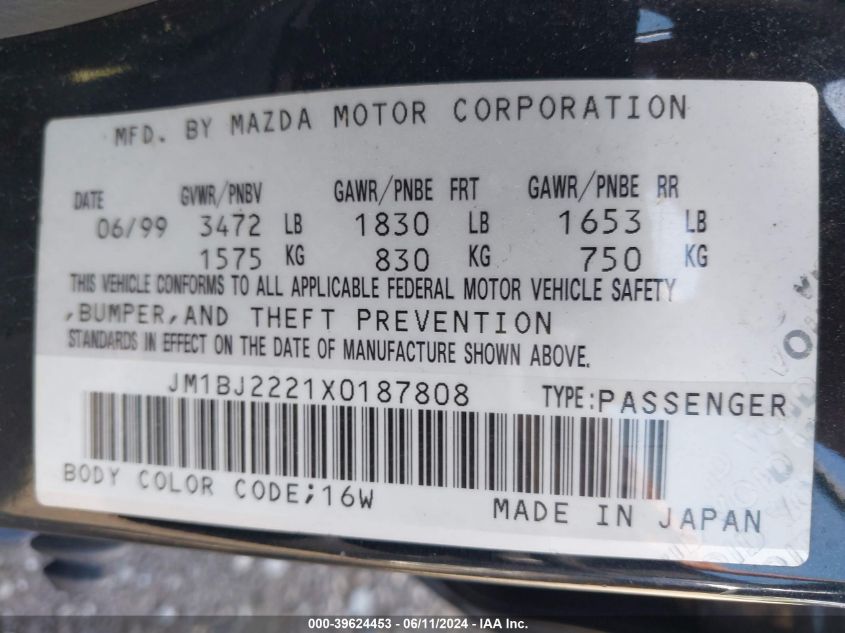 MFD. BY MAZDA MOTOR CORPORATION
DATE GVWR/PNBV GAWR/PNBE FRT GAWR/PNBE RR
06/99 3472 LB 1830 LB 1653 LB
1575 KG 830 KG 750 KG
THIS VEHICLE CONFORMS TO ALL APPLICABLE FEDERAL MOTOR VEHICLE SAFETY
,BUMPER,AND THEFT PREVENTION
STANDARDS IN EFFECT ON THE DATE OF MANUFACTURE SHOWN ABOVE.
JM1BJ2221X0187808 TYPE:PASSENGER
BODY COLOR CODE;16W
MADE IN JAPAN
000-39624453 - 06/11/2024 - IAA Inc.